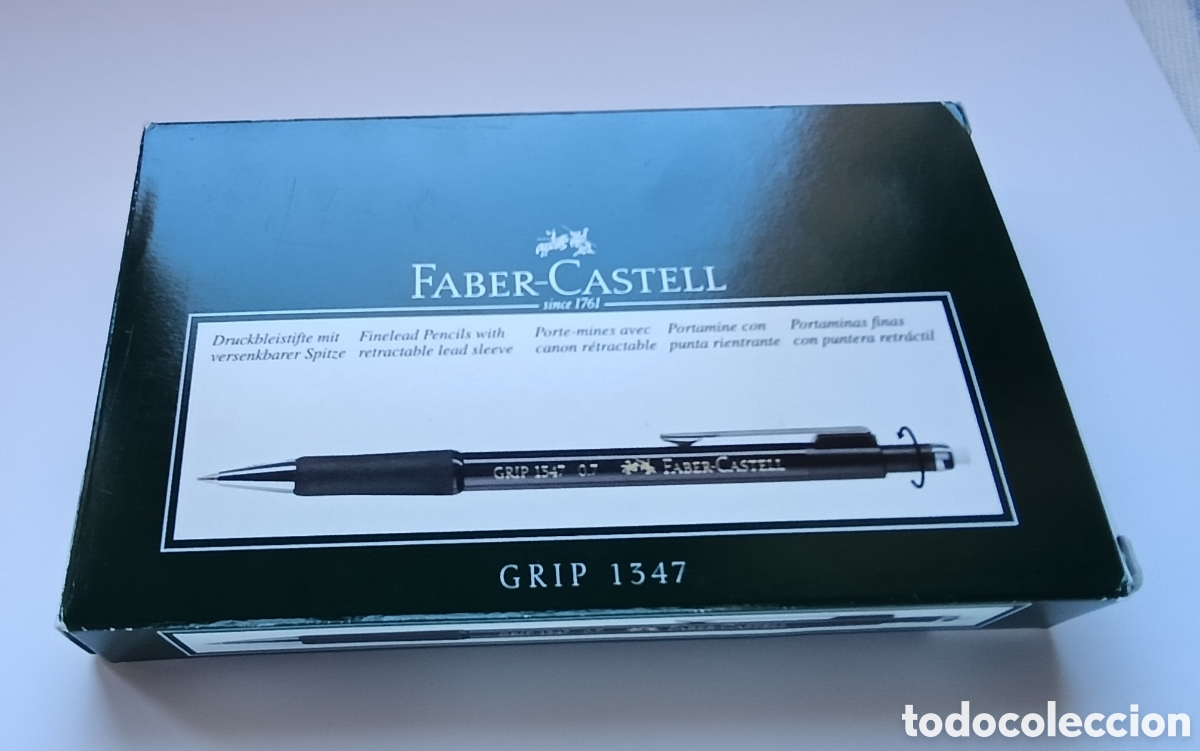 FABER-CASTELL
since 1761
Druckbleistifte mit
versenkbarer Spitze
Finelead Pencils with
retractable lead sleeve
Porte-mines avec
canon rétractable
Portamine con
punta rientrante
Portaminas finas
con puntera retráctil
GRIP 1347 0.7 FABER-CASTELL
GRIP 1347
todocoleccion